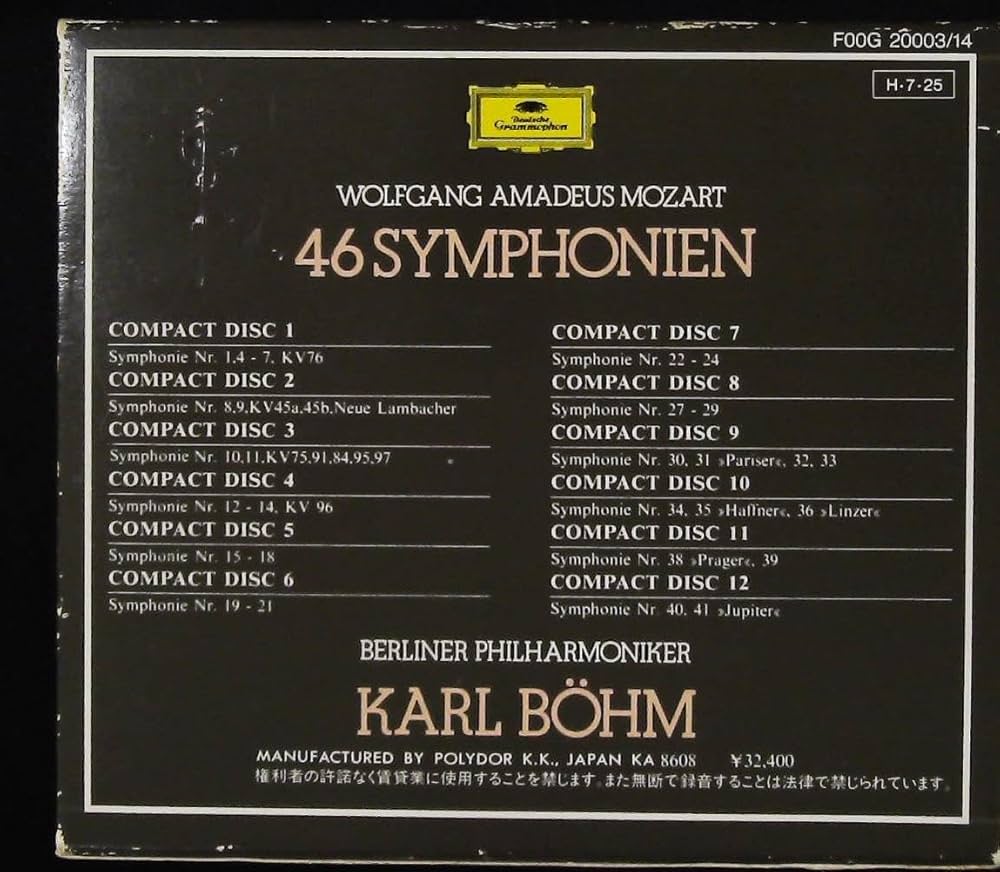 F00G 20003/14
H・7・25
Deutsche
Grammophon
WOLFGANG AMADEUS MOZART
46 SYMPHONIEN
COMPACT DISC 1
Symphonie Nr. 1,4 - 7, KV76
COMPACT DISC 2
Symphonie Nr. 8,9,KV45a,45b,Neue Lambacher
COMPACT DISC 3
Symphonie Nr. 10,11,KV75,91,84,95,97
COMPACT DISC 4
Symphonie Nr. 12 - 14, KV 96
COMPACT DISC 5
Symphonie Nr. 15 - 18
COMPACT DISC 6
Symphonie Nr. 19 - 21
COMPACT DISC 7
Symphonie Nr. 22 - 24
COMPACT DISC 8
Symphonie Nr. 27 - 29
COMPACT DISC 9
Symphonie Nr. 30, 31 »Pariser«, 32, 33
COMPACT DISC 10
Symphonie Nr. 34, 35 »Haffner«, 36 »Linzer«
COMPACT DISC 11
Symphonie Nr. 38 »Prager«, 39
COMPACT DISC 12
Symphonie Nr. 40, 41 »Jupiter«
BERLINER PHILHARMONIKER
KARL BÖHM
MANUFACTURED BY POLYDOR K.K., JAPAN KA 8608 ¥32,400
権利者の許諾なく賃貸業に使用することを禁じます。また無断で録音することは法律で禁じられています。